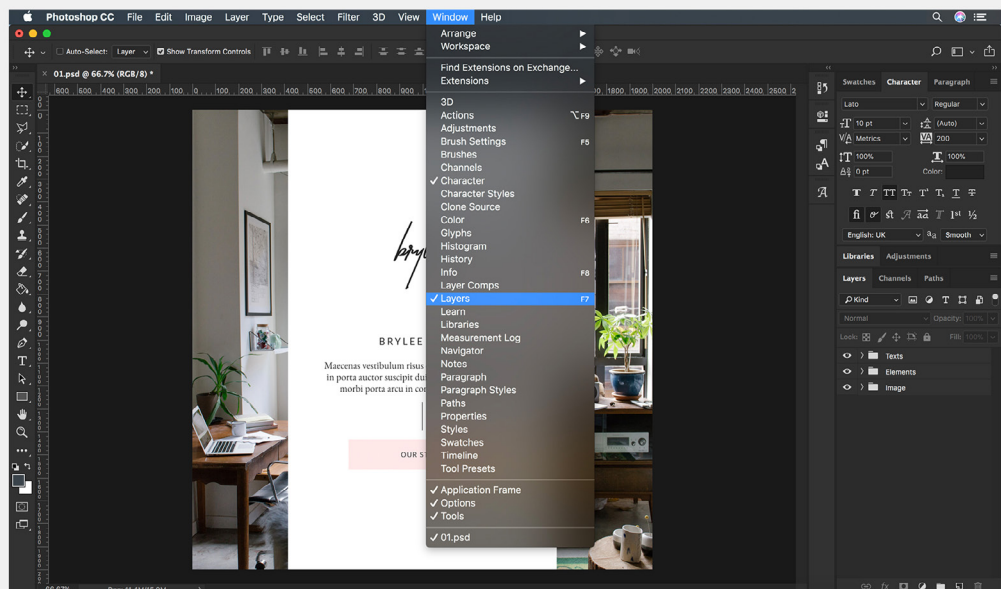 Photoshop CC File Edit Image Layer Type Select Filter 3D View Window Help
Auto-Select: Layer Show Transform Controls
01.psd @ 66.7% (RGB/8) *
Arrange
Workspace
Find Extensions on Exchange...
Extensions
3D
Actions ⌥F9
Adjustments
Brush Settings F5
Brushes
Channels
✓ Character
Character Styles
Clone Source
Color F6
Glyphs
Histogram
History
Info F8
Layer Comps
✓ Layers F7
Learn
Libraries
Measurement Log
Navigator
Notes
Paragraph
Paragraph Styles
Paths
Properties
Styles
Swatches
Timeline
Tool Presets
✓ Application Frame
✓ Options
✓ Tools
✓ 01.psd
BRYLEE
Maecenas vestibulum risus
in porta auctor suscipit
morbi porta arcu in
OUR
Swatches Character Paragraph
Lato Regular
10 pt (Auto)
Metrics 200
100% 100%
0 pt Color:
English: UK Smooth
Libraries Adjustments
Layers Channels Paths
Kind
Normal Opacity: 100%
Lock: Fill: 100%
Texts
Elements
Image